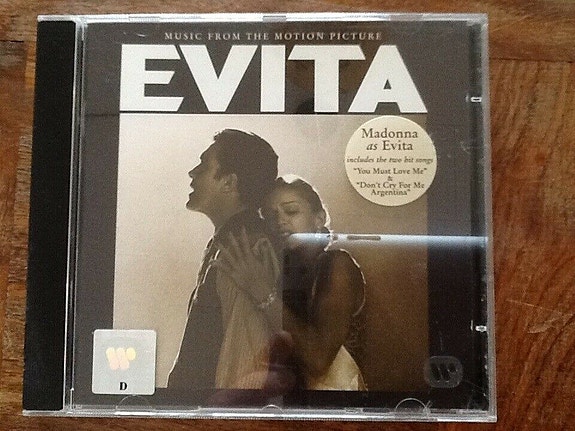 MUSIC FROM THE MOTION PICTURE
EVITA
Madonna
as Evita
includes the two hit songs
"You Must Love Me"
&
"Don't Cry For Me
Argentina"
D